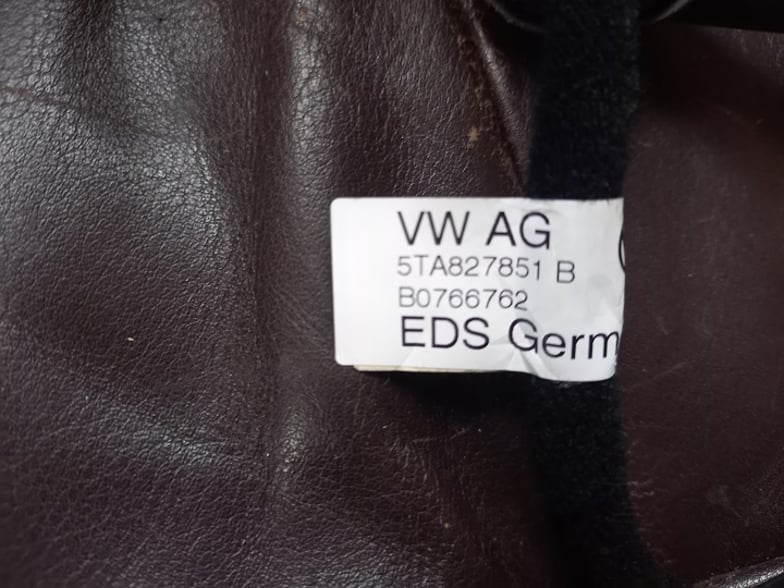 VW AG
5TA827851 B
B0766762
EDS Germ